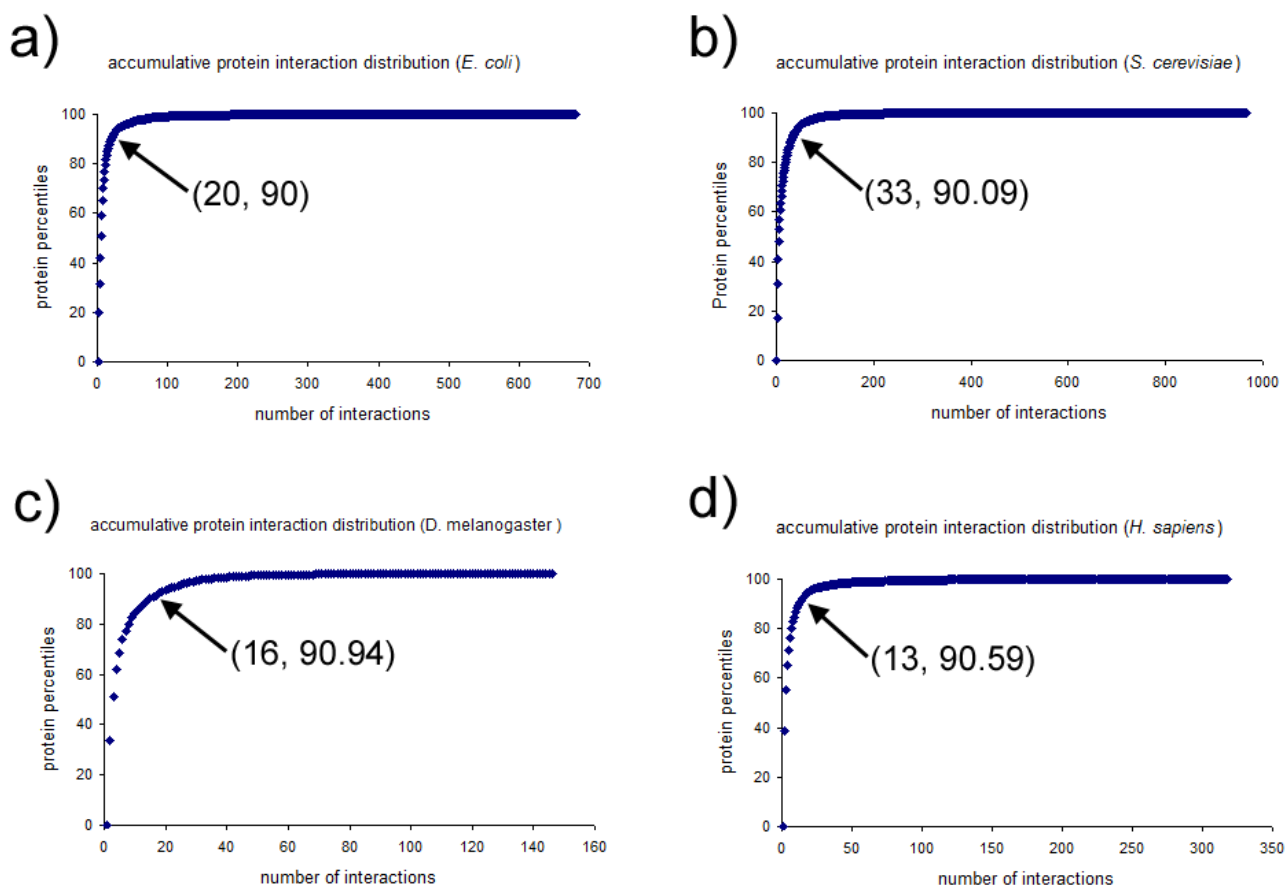 a)
accumulative protein interaction distribution (E. coli)
protein percentiles
100
80
60
40
20
0
(20, 90)
0 100 200 300 400 500 600 700
number of interactions
b)
accumulative protein interaction distribution (S. cerevisiae)
Protein percentiles
100
80
60
40
20
0
(33, 90.09)
0 200 400 600 800 1000
number of interactions
c)
accumulative protein interaction distribution (D. melanogaster)
protein percentiles
100
80
60
40
20
0
(16, 90.94)
0 20 40 60 80 100 120 140 160
number of interactions
d)
accumulative protein interaction distribution (H. sapiens)
protein percentiles
100
80
60
40
20
0
(13, 90.59)
0 50 100 150 200 250 300 350
number of interactions